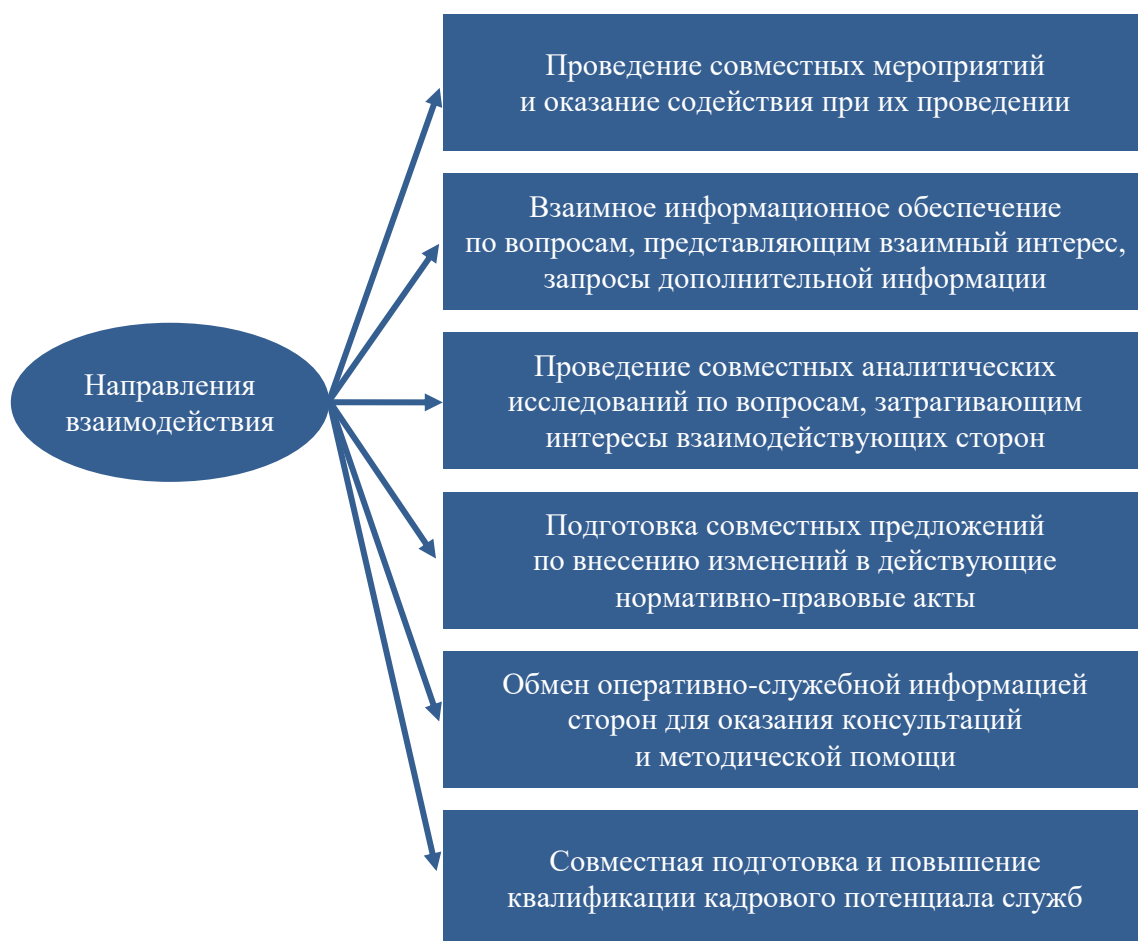 Проведение совместных мероприятий
и оказание содействия при их проведении
Взаимное информационное обеспечение
по вопросам, представляющим взаимный интерес,
запросы дополнительной информации
Направления
взаимодействия
Проведение совместных аналитических
исследований по вопросам, затрагивающим
интересы взаимодействующих сторон
Подготовка совместных предложений
по внесению изменений в действующие
нормативно-правовые акты
Обмен оперативно-служебной информацией
сторон для оказания консультаций
и методической помощи
Совместная подготовка и повышение
квалификации кадрового потенциала служб